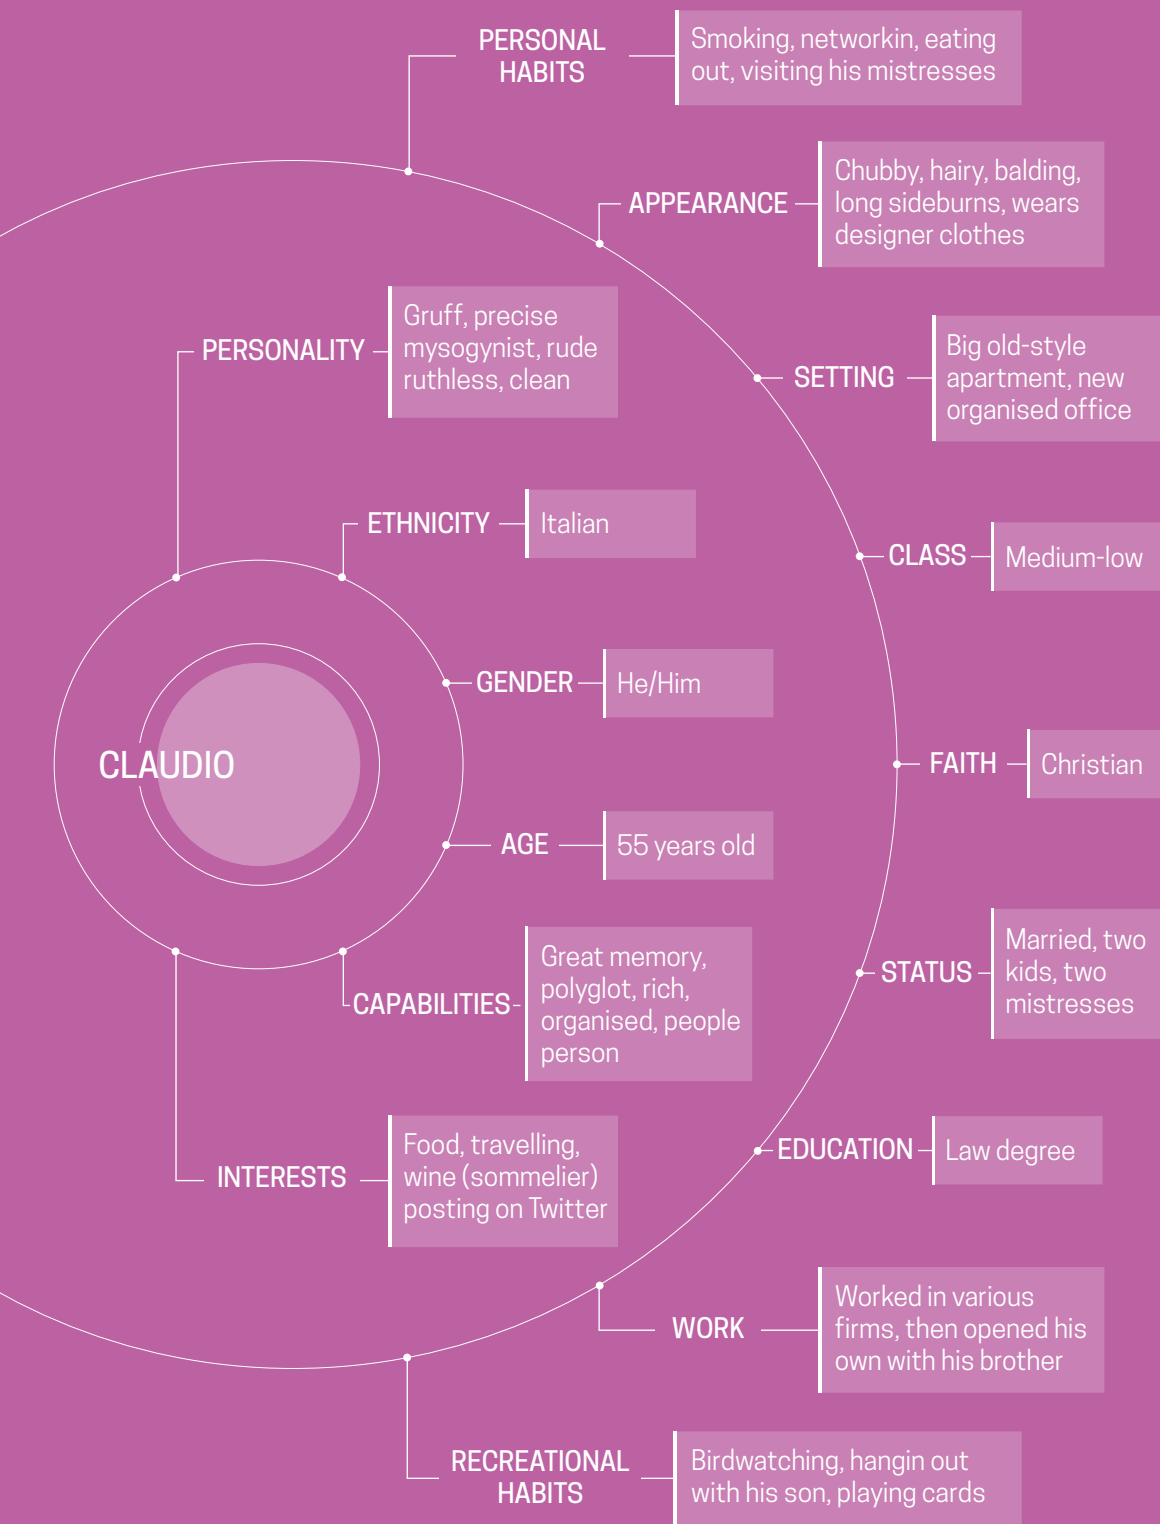 PERSONAL
HABITS
Smoking, networkin, eating
out, visiting his mistresses
APPEARANCE
Chubby, hairy, balding,
long sideburns, wears
designer clothes
PERSONALITY
Gruff, precise
mysogynist, rude
ruthless, clean
SETTING
Big old-style
apartment, new
organised office
ETHNICITY
Italian
CLASS
Medium-low
GENDER
He/Him
CLAUDIO
FAITH
Christian
AGE
55 years old
STATUS
Married, two
kids, two
mistresses
CAPABILITIES
Great memory,
polyglot, rich,
organised, people
person
INTERESTS
Food, travelling,
wine (sommelier)
posting on Twitter
EDUCATION
Law degree
WORK
Worked in various
firms, then opened his
own with his brother
RECREATIONAL
HABITS
Birdwatching, hangin out
with his son, playing cards